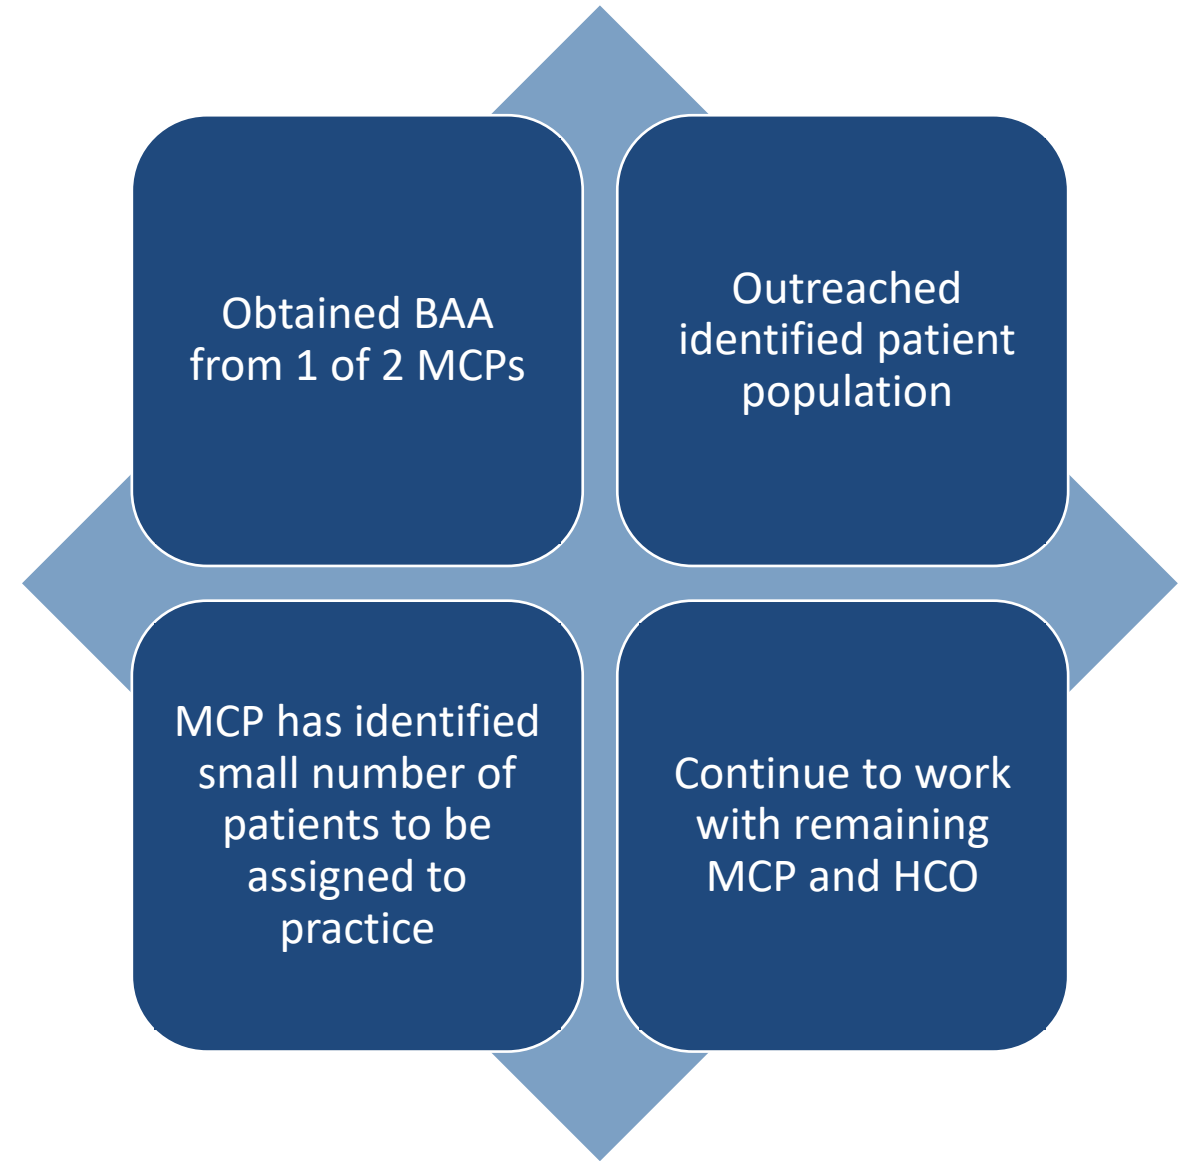 Obtained BAA
from 1 of 2 MCPs
Outreached
identified patient
population
MCP has identified
small number of
patients to be
assigned to
practice
Continue to work
with remaining
MCP and HCO